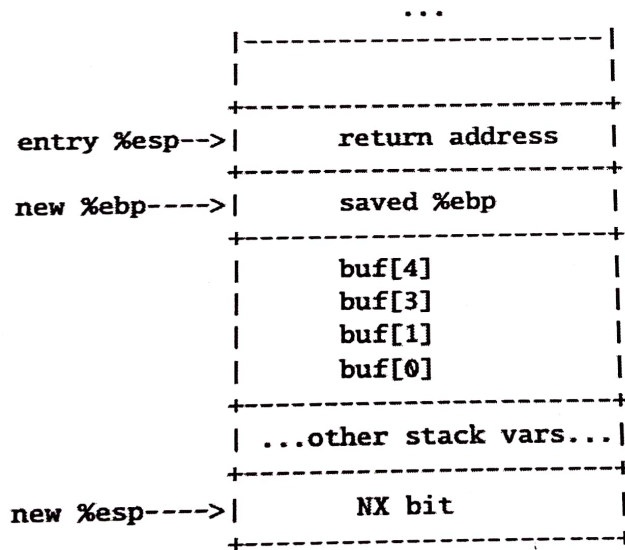 ...
|-----------------------|
|                       |
+-----------------------+
entry %esp-->|       return address   |
+-----------------------+
new %ebp---->|       saved %ebp       |
+-----------------------+
|       buf[4]          |
|       buf[3]          |
|       buf[1]          |
|       buf[0]          |
+-----------------------+
| ...other stack vars...|
+-----------------------+
new %esp---->|        NX bit          |
+-----------------------+